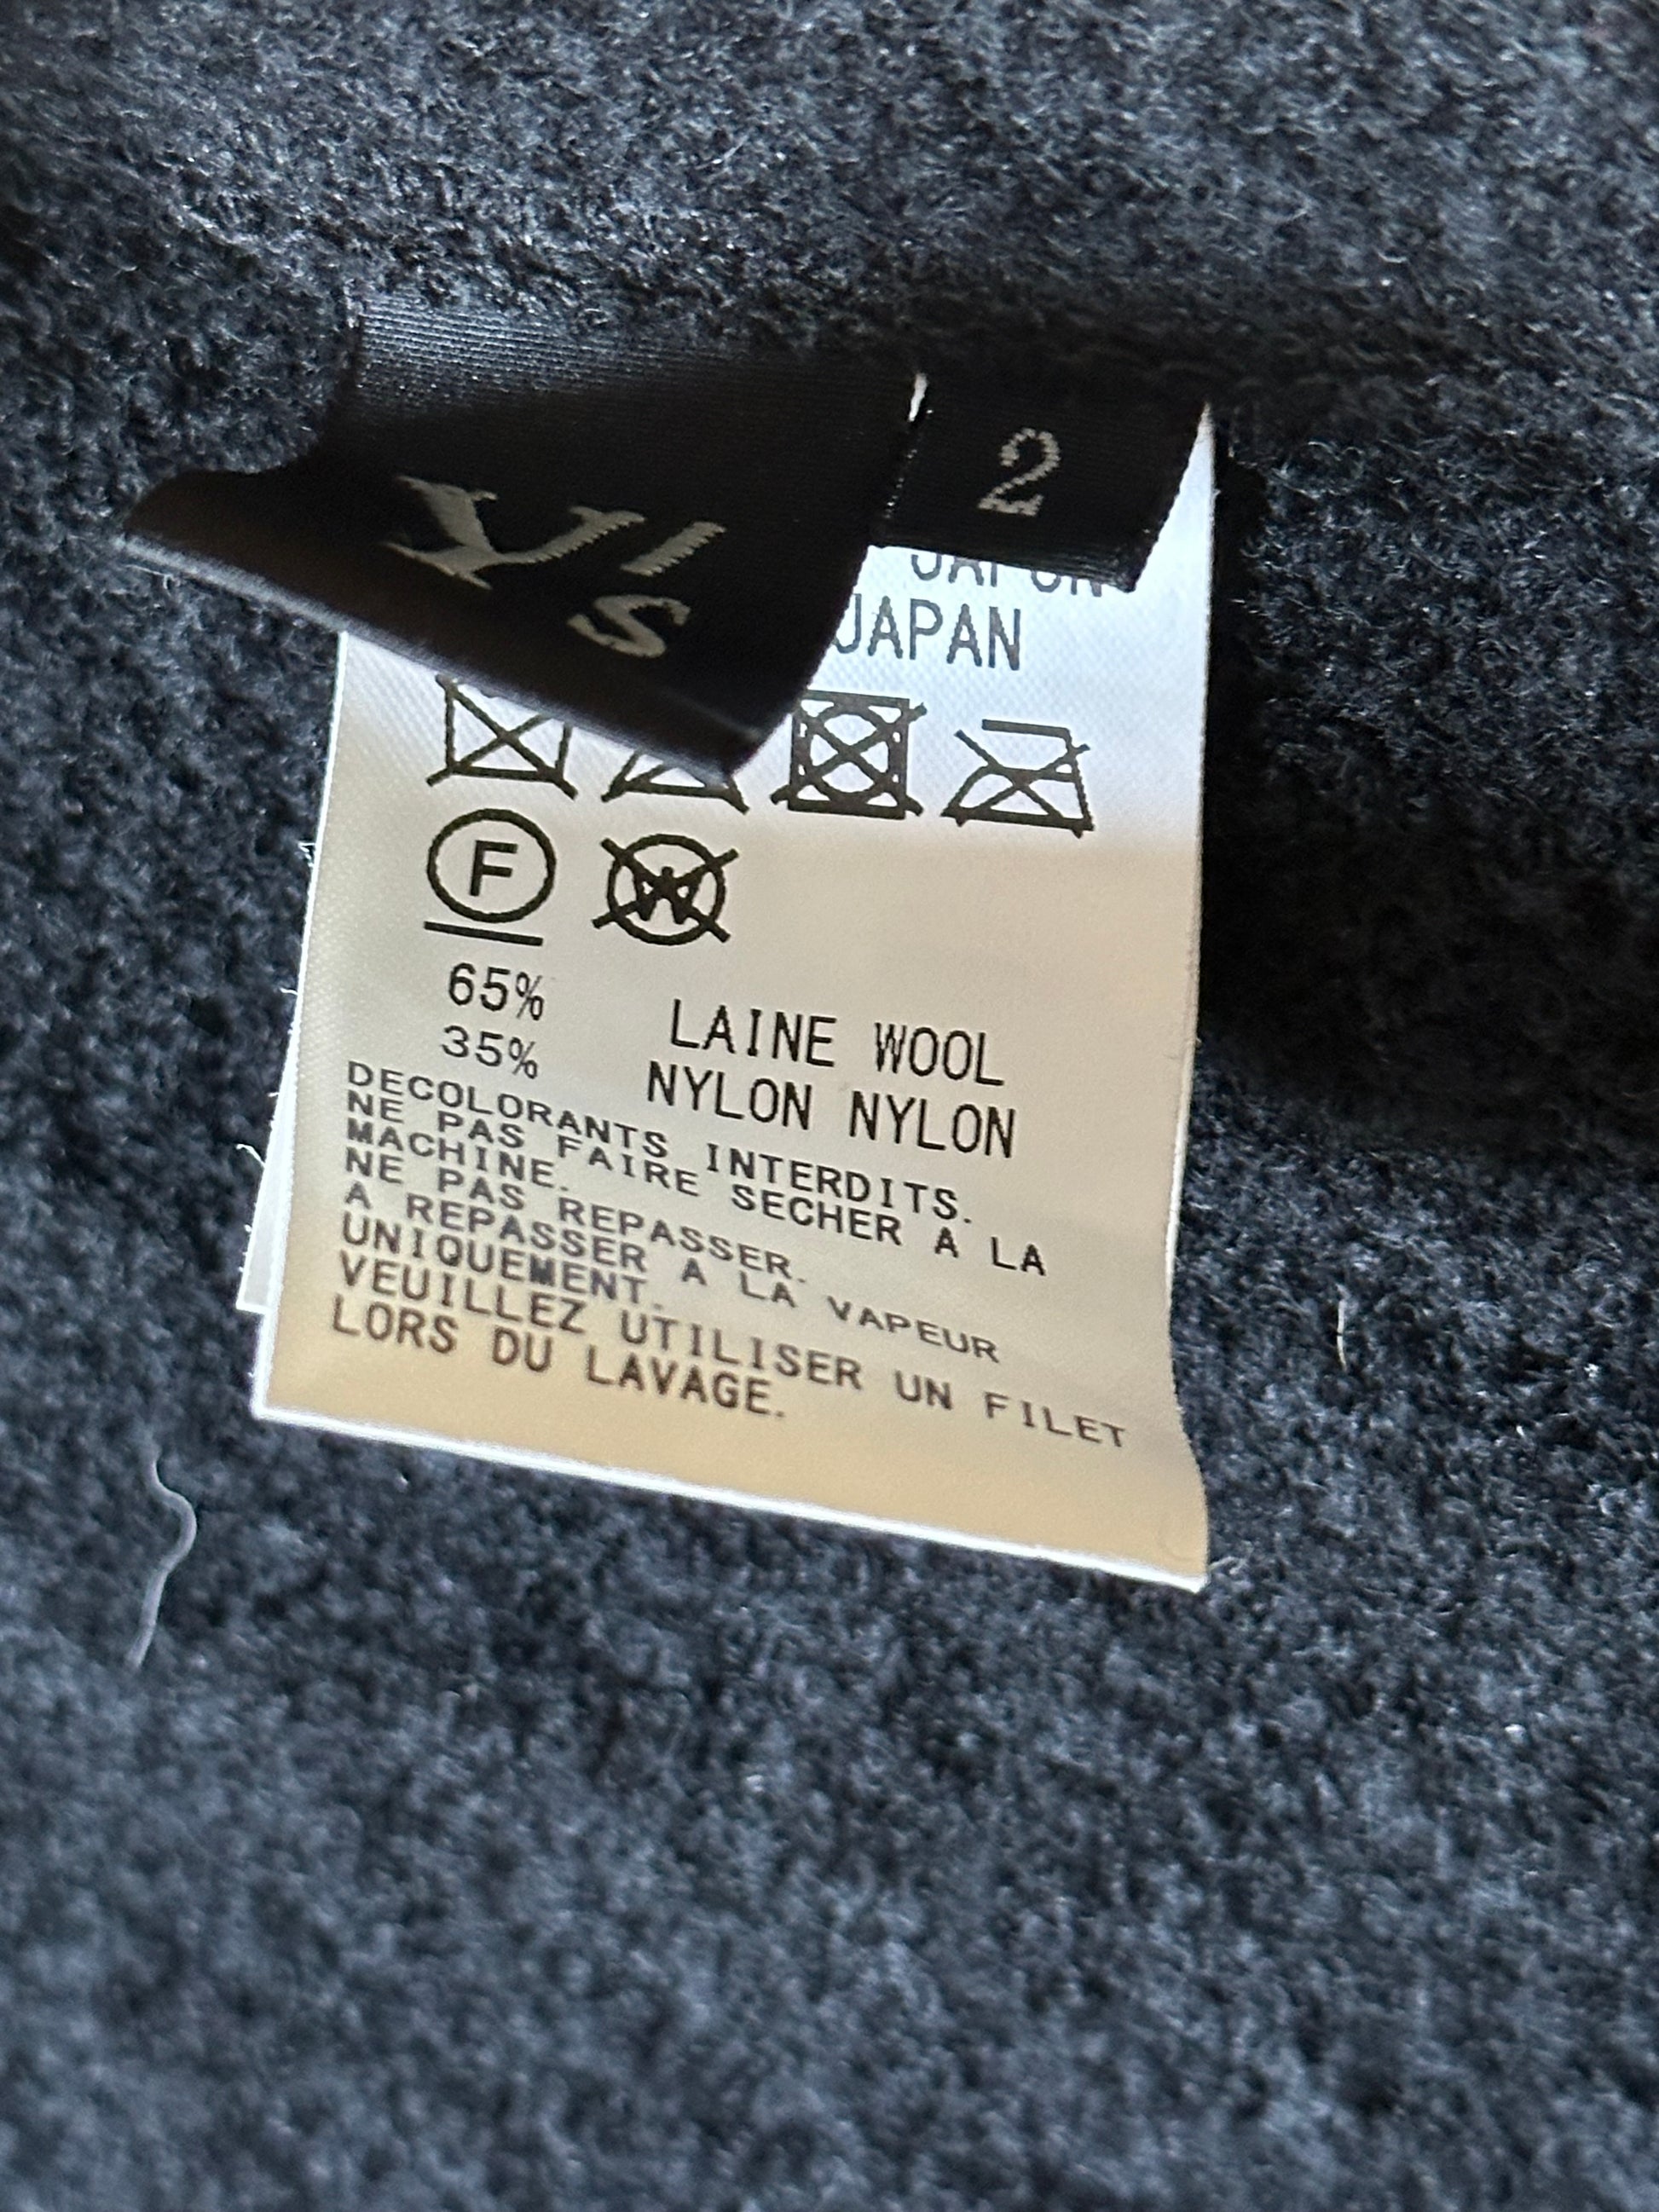 Y's
2
JAPON
JAPAN
F W
65% LAINE WOOL
35% NYLON NYLON
DECOLORANTS INTERDITS.
NE PAS FAIRE SECHER A LA
MACHINE.
NE PAS REPASSER.
A REPASSER A LA VAPEUR
UNIQUEMENT.
VEUILLEZ UTILISER UN FILET
LORS DU LAVAGE.